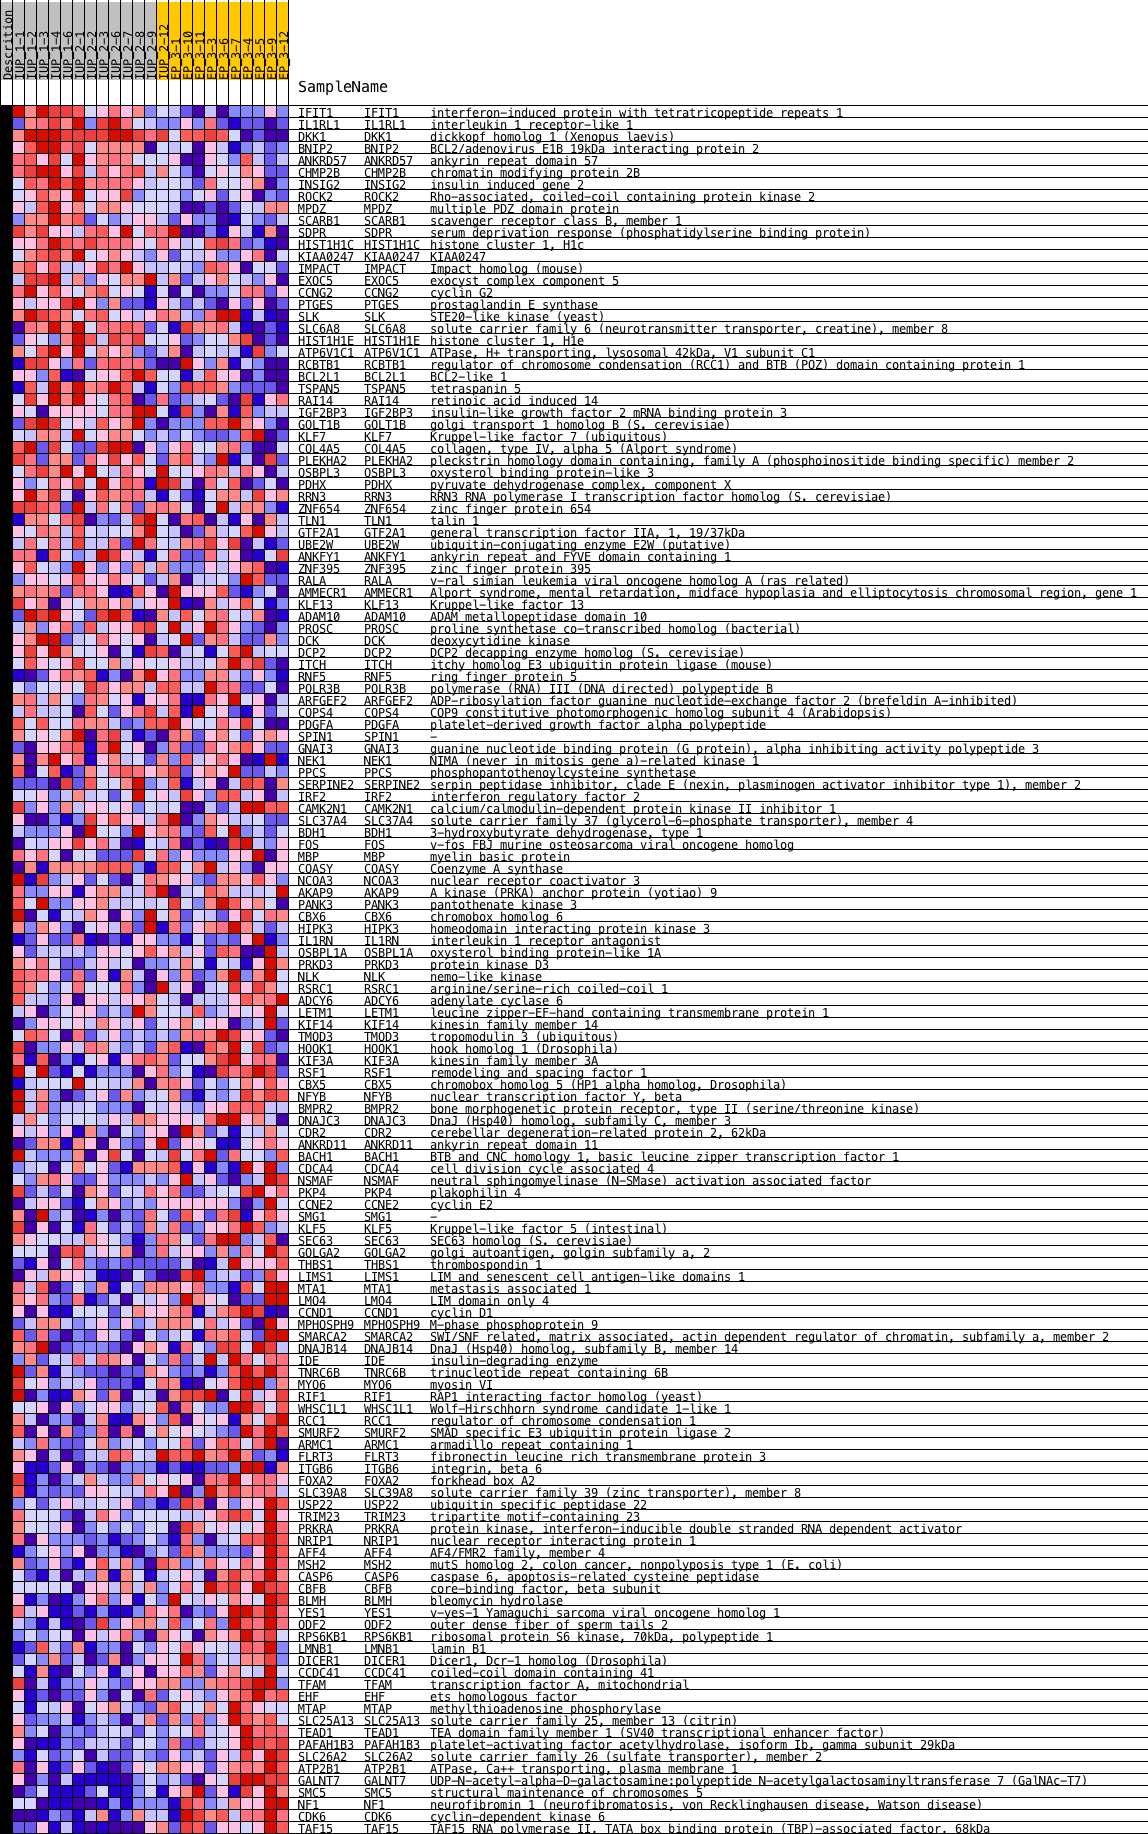 Descrition
IUP_1-1
IUP_1-2
IUP_1-3
IUP_1-4
IUP_1-6
IUP_2-1
IUP_2-2
IUP_2-3
IUP_2-6
IUP_2-7
IUP_2-8
IUP_2-9
IUP_2-12
EP_3-1
EP_3-10
EP_3-11
EP_3-3
EP_3-6
EP_3-7
EP_3-4
EP_3-5
EP_3-9
EP_3-12
SampleName
IFIT1 IFIT1 interferon-induced protein with tetratricopeptide repeats 1
IL1RL1 IL1RL1 interleukin 1 receptor-like 1
DKK1 DKK1 dickkopf homolog 1 (Xenopus laevis)
BNIP2 BNIP2 BCL2/adenovirus E1B 19kDa interacting protein 2
ANKRD57 ANKRD57 ankyrin repeat domain 57
CHMP2B CHMP2B chromatin modifying protein 2B
INSIG2 INSIG2 insulin induced gene 2
ROCK2 ROCK2 Rho-associated, coiled-coil containing protein kinase 2
MPDZ MPDZ multiple PDZ domain protein
SCARB1 SCARB1 scavenger receptor class B, member 1
SDPR SDPR serum deprivation response (phosphatidylserine binding protein)
HIST1H1C HIST1H1C histone cluster 1, H1c
KIAA0247 KIAA0247 KIAA0247
IMPACT IMPACT Impact homolog (mouse)
EXOC5 EXOC5 exocyst complex component 5
CCNG2 CCNG2 cyclin G2
PTGES PTGES prostaglandin E synthase
SLK SLK STE20-like kinase (yeast)
SLC6A8 SLC6A8 solute carrier family 6 (neurotransmitter transporter, creatine), member 8
HIST1H1E HIST1H1E histone cluster 1, H1e
ATP6V1C1 ATP6V1C1 ATPase, H+ transporting, lysosomal 42kDa, V1 subunit C1
RCBTB1 RCBTB1 regulator of chromosome condensation (RCC1) and BTB (POZ) domain containing protein 1
BCL2L1 BCL2L1 BCL2-like 1
TSPAN5 TSPAN5 tetraspanin 5
RAI14 RAI14 retinoic acid induced 14
IGF2BP3 IGF2BP3 insulin-like growth factor 2 mRNA binding protein 3
GOLT1B GOLT1B golgi transport 1 homolog B (S. cerevisiae)
KLF7 KLF7 Kruppel-like factor 7 (ubiquitous)
COL4A5 COL4A5 collagen, type IV, alpha 5 (Alport syndrome)
PLEKHA2 PLEKHA2 pleckstrin homology domain containing, family A (phosphoinositide binding specific) member 2
OSBPL3 OSBPL3 oxysterol binding protein-like 3
PDHX PDHX pyruvate dehydrogenase complex, component X
RRN3 RRN3 RRN3 RNA polymerase I transcription factor homolog (S. cerevisiae)
ZNF654 ZNF654 zinc finger protein 654
TLN1 TLN1 talin 1
GTF2A1 GTF2A1 general transcription factor IIA, 1, 19/37kDa
UBE2W UBE2W ubiquitin-conjugating enzyme E2W (putative)
ANKFY1 ANKFY1 ankyrin repeat and FYVE domain containing 1
ZNF395 ZNF395 zinc finger protein 395
RALA RALA v-ral simian leukemia viral oncogene homolog A (ras related)
AMMECR1 AMMECR1 Alport syndrome, mental retardation, midface hypoplasia and elliptocytosis chromosomal region, gene 1
KLF13 KLF13 Kruppel-like factor 13
ADAM10 ADAM10 ADAM metallopeptidase domain 10
PROSC PROSC proline synthetase co-transcribed homolog (bacterial)
DCK DCK deoxycytidine kinase
DCP2 DCP2 DCP2 decapping enzyme homolog (S. cerevisiae)
ITCH ITCH itchy homolog E3 ubiquitin protein ligase (mouse)
RNF5 RNF5 ring finger protein 5
POLR3B POLR3B polymerase (RNA) III (DNA directed) polypeptide B
ARFGEF2 ARFGEF2 ADP-ribosylation factor guanine nucleotide-exchange factor 2 (brefeldin A-inhibited)
COPS4 COPS4 COP9 constitutive photomorphogenic homolog subunit 4 (Arabidopsis)
PDGFA PDGFA platelet-derived growth factor alpha polypeptide
SPIN1 SPIN1 -
GNAI3 GNAI3 guanine nucleotide binding protein (G protein), alpha inhibiting activity polypeptide 3
NEK1 NEK1 NIMA (never in mitosis gene a)-related kinase 1
PPCS PPCS phosphopantothenoylcysteine synthetase
SERPINE2 SERPINE2 serpin peptidase inhibitor, clade E (nexin, plasminogen activator inhibitor type 1), member 2
IRF2 IRF2 interferon regulatory factor 2
CAMK2N1 CAMK2N1 calcium/calmodulin-dependent protein kinase II inhibitor 1
SLC37A4 SLC37A4 solute carrier family 37 (glycerol-6-phosphate transporter), member 4
BDH1 BDH1 3-hydroxybutyrate dehydrogenase, type 1
FOS FOS v-fos FBJ murine osteosarcoma viral oncogene homolog
MBP MBP myelin basic protein
COASY COASY Coenzyme A synthase
NCOA3 NCOA3 nuclear receptor coactivator 3
AKAP9 AKAP9 A kinase (PRKA) anchor protein (yotiao) 9
PANK3 PANK3 pantothenate kinase 3
CBX6 CBX6 chromobox homolog 6
HIPK3 HIPK3 homeodomain interacting protein kinase 3
IL1RN IL1RN interleukin 1 receptor antagonist
OSBPL1A OSBPL1A oxysterol binding protein-like 1A
PRKD3 PRKD3 protein kinase D3
NLK NLK nemo-like kinase
RSRC1 RSRC1 arginine/serine-rich coiled-coil 1
ADCY6 ADCY6 adenylate cyclase 6
LETM1 LETM1 leucine zipper-EF-hand containing transmembrane protein 1
KIF14 KIF14 kinesin family member 14
TMOD3 TMOD3 tropomodulin 3 (ubiquitous)
HOOK1 HOOK1 hook homolog 1 (Drosophila)
KIF3A KIF3A kinesin family member 3A
RSF1 RSF1 remodeling and spacing factor 1
CBX5 CBX5 chromobox homolog 5 (HP1 alpha homolog, Drosophila)
NFYB NFYB nuclear transcription factor Y, beta
BMPR2 BMPR2 bone morphogenetic protein receptor, type II (serine/threonine kinase)
DNAJC3 DNAJC3 DnaJ (Hsp40) homolog, subfamily C, member 3
CDR2 CDR2 cerebellar degeneration-related protein 2, 62kDa
ANKRD11 ANKRD11 ankyrin repeat domain 11
BACH1 BACH1 BTB and CNC homology 1, basic leucine zipper transcription factor 1
CDCA4 CDCA4 cell division cycle associated 4
NSMAF NSMAF neutral sphingomyelinase (N-SMase) activation associated factor
PKP4 PKP4 plakophilin 4
CCNE2 CCNE2 cyclin E2
SMG1 SMG1 -
KLF5 KLF5 Kruppel-like factor 5 (intestinal)
SEC63 SEC63 SEC63 homolog (S. cerevisiae)
GOLGA2 GOLGA2 golgi autoantigen, golgin subfamily a, 2
THBS1 THBS1 thrombospondin 1
LIMS1 LIMS1 LIM and senescent cell antigen-like domains 1
MTA1 MTA1 metastasis associated 1
LMO4 LMO4 LIM domain only 4
CCND1 CCND1 cyclin D1
MPHOSPH9 MPHOSPH9 M-phase phosphoprotein 9
SMARCA2 SMARCA2 SWI/SNF related, matrix associated, actin dependent regulator of chromatin, subfamily a, member 2
DNAJB14 DNAJB14 DnaJ (Hsp40) homolog, subfamily B, member 14
IDE IDE insulin-degrading enzyme
TNRC6B TNRC6B trinucleotide repeat containing 6B
MYO6 MYO6 myosin VI
RIF1 RIF1 RAP1 interacting factor homolog (yeast)
WHSC1L1 WHSC1L1 Wolf-Hirschhorn syndrome candidate 1-like 1
RCC1 RCC1 regulator of chromosome condensation 1
SMURF2 SMURF2 SMAD specific E3 ubiquitin protein ligase 2
ARMC1 ARMC1 armadillo repeat containing 1
FLRT3 FLRT3 fibronectin leucine rich transmembrane protein 3
ITGB6 ITGB6 integrin, beta 6
FOXA2 FOXA2 forkhead box A2
SLC39A8 SLC39A8 solute carrier family 39 (zinc transporter), member 8
USP22 USP22 ubiquitin specific peptidase 22
TRIM23 TRIM23 tripartite motif-containing 23
PRKRA PRKRA protein kinase, interferon-inducible double stranded RNA dependent activator
NRIP1 NRIP1 nuclear receptor interacting protein 1
AFF4 AFF4 AF4/FMR2 family, member 4
MSH2 MSH2 mutS homolog 2, colon cancer, nonpolyposis type 1 (E. coli)
CASP6 CASP6 caspase 6, apoptosis-related cysteine peptidase
CBFB CBFB core-binding factor, beta subunit
BLMH BLMH bleomycin hydrolase
YES1 YES1 v-yes-1 Yamaguchi sarcoma viral oncogene homolog 1
ODF2 ODF2 outer dense fiber of sperm tails 2
RPS6KB1 RPS6KB1 ribosomal protein S6 kinase, 70kDa, polypeptide 1
LMNB1 LMNB1 lamin B1
DICER1 DICER1 Dicer1, Dcr-1 homolog (Drosophila)
CCDC41 CCDC41 coiled-coil domain containing 41
TFAM TFAM transcription factor A, mitochondrial
EHF EHF ets homologous factor
MTAP MTAP methylthioadenosine phosphorylase
SLC25A13 SLC25A13 solute carrier family 25, member 13 (citrin)
TEAD1 TEAD1 TEA domain family member 1 (SV40 transcriptional enhancer factor)
PAFAH1B3 PAFAH1B3 platelet-activating factor acetylhydrolase, isoform Ib, gamma subunit 29kDa
SLC26A2 SLC26A2 solute carrier family 26 (sulfate transporter), member 2
ATP2B1 ATP2B1 ATPase, Ca++ transporting, plasma membrane 1
GALNT7 GALNT7 UDP-N-acetyl-alpha-D-galactosamine:polypeptide N-acetylgalactosaminyltransferase 7 (GalNAc-T7)
SMC5 SMC5 structural maintenance of chromosomes 5
NF1 NF1 neurofibromin 1 (neurofibromatosis, von Recklinghausen disease, Watson disease)
CDK6 CDK6 cyclin-dependent kinase 6
TAF15 TAF15 TAF15 RNA polymerase II, TATA box binding protein (TBP)-associated factor, 68kDa